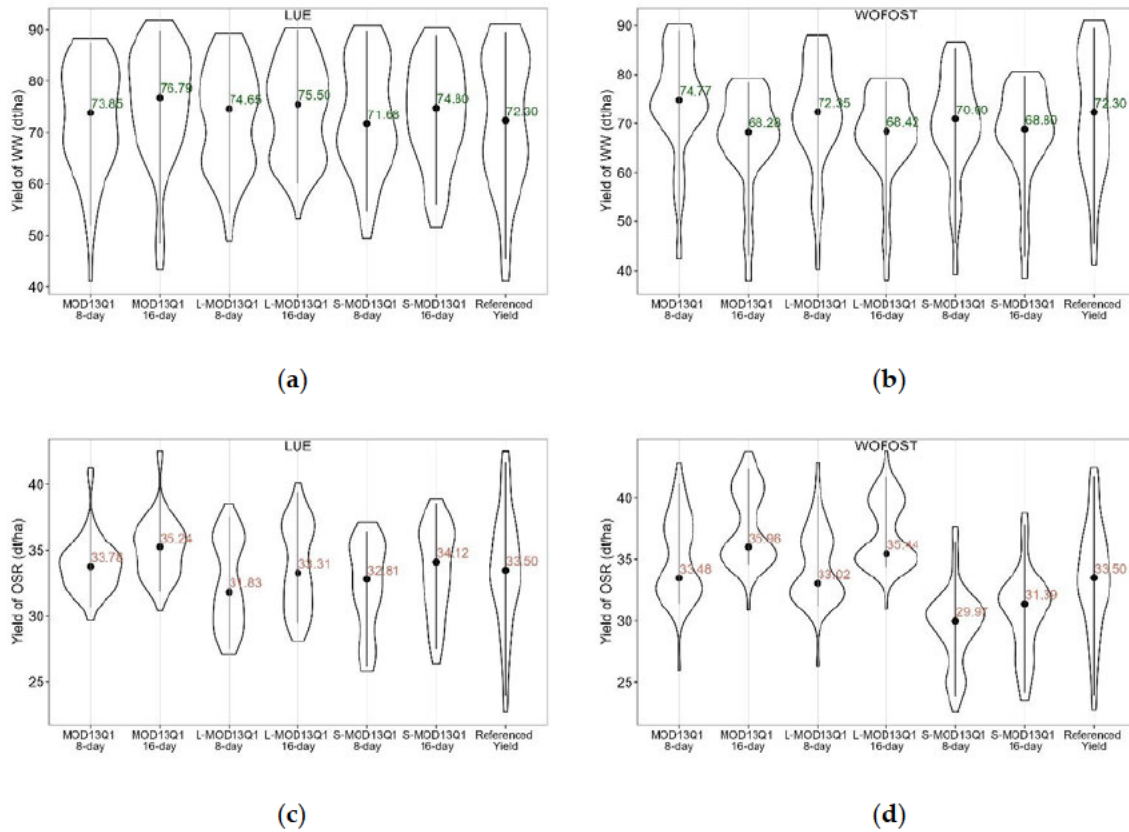 LUE
Yield of WW (dt/ha)
90
80
70
60
50
40
73.85
76.79
74.65
75.50
74.80
72.30
MOD13Q1
8-day
MOD13Q1
16-day
L-MOD13Q1
8-day
L-MOD13Q1
16-day
S-MOD13Q1
8-day
S-MOD13Q1
16-day
Referenced
Yield
(a)
WOFOST
Yield of WW (dt/ha)
90
80
70
60
50
40
74.77
68.28
72.35
68.42
68.80
72.30
MOD13Q1
8-day
MOD13Q1
16-day
L-MOD13Q1
8-day
L-MOD13Q1
16-day
S-MOD13Q1
8-day
S-MOD13Q1
16-day
Referenced
Yield
(b)
LUE
Yield of OSR (dt/ha)
40
35
30
25
33.78
35.24
31.83
33.31
32.81
34.12
33.50
MOD13Q1
8-day
MOD13Q1
16-day
L-MOD13Q1
8-day
L-MOD13Q1
16-day
S-MOD13Q1
8-day
S-MOD13Q1
16-day
Referenced
Yield
(c)
WOFOST
Yield of OSR (dt/ha)
40
35
30
25
33.48
35.96
33.02
35.44
29.97
31.39
33.50
MOD13Q1
8-day
MOD13Q1
16-day
L-MOD13Q1
8-day
L-MOD13Q1
16-day
S-MOD13Q1
8-day
S-MOD13Q1
16-day
Referenced
Yield
(d)